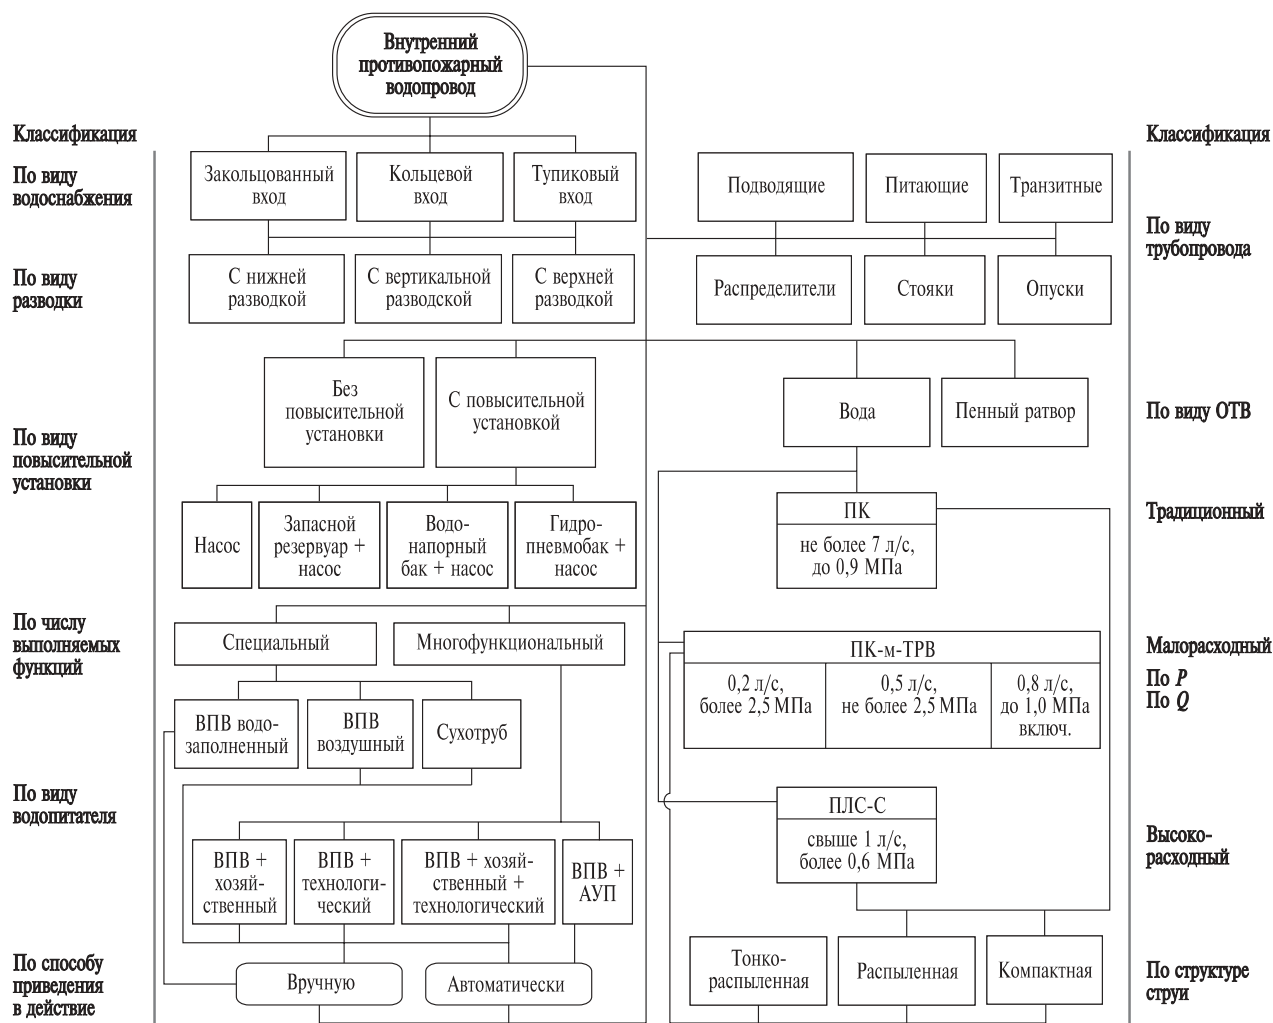 Внутренний
противопожарный
водопровод
Классификация
По виду
водоснабжения
Закольцованный
вход
Кольцевой
вход
Тупиковый
вход
По виду
разводки
С нижней
разводкой
С вертикальной
разводской
С верхней
разводкой
По виду
повысительной
установки
Без
повысительной
установки
С повысительной
установкой
Насос
Запасной
резервуар +
насос
Водо-
напорный
бак + насос
Гидро-
пневмобак +
насос
По числу
выполняемых
функций
Специальный
Многофункциональный
ВПВ водо-
заполненный
ВПВ
воздушный
Сухотруб
По виду
водопитателя
ВПВ +
хозяй-
ственный
ВПВ +
технологи-
ческий
ВПВ + хозяй-
ственный +
технологический
ВПВ +
АУП
По способу
приведения
в действие
Вручную
Автоматически
Классификация
Подводящие
Питающие
Транзитные
По виду
трубопровода
Распределители
Стояки
Опуски
Вода
Пенный ратвор
По виду ОТВ
ПК
не более 7 л/с,
до 0,9 МПа
Традиционный
ПК-м-ТРВ
0,2 л/с,
более 2,5 МПа
0,5 л/с,
не более 2,5 МПа
0,8 л/с,
до 1,0 МПа
включ.
Малорасходный
По P
По Q
ПЛС-С
свыше 1 л/с,
более 0,6 МПа
Высоко-
расходный
Тонко-
распыленная
Распыленная
Компактная
По структуре
струи